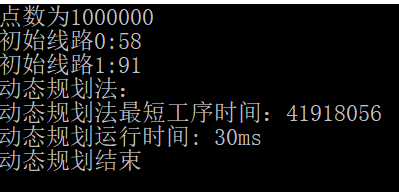 点数为1000000
初始线路0:58
初始线路1:91
动态规划法：
动态规划法最短工序时间：41918056
动态规划运行时间: 30ms
动态规划结束